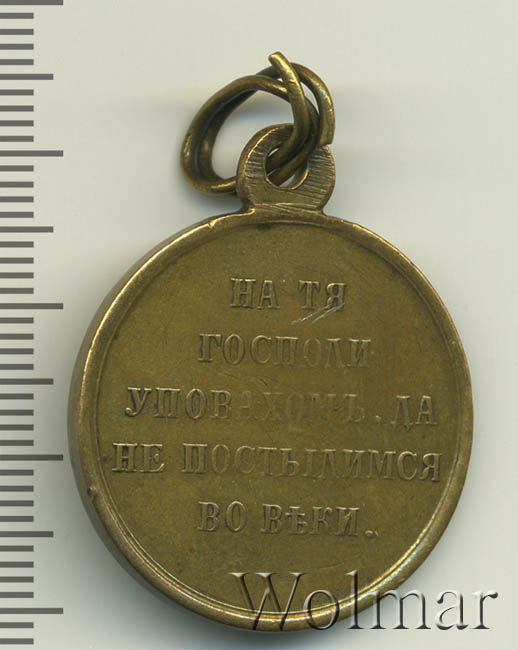 НА ТЯ
ГОСПОДИ
УПОВАХОМЪ. ДА
НЕ ПОСТЫДИМСЯ
ВО ВѢКИ.
Wolmar